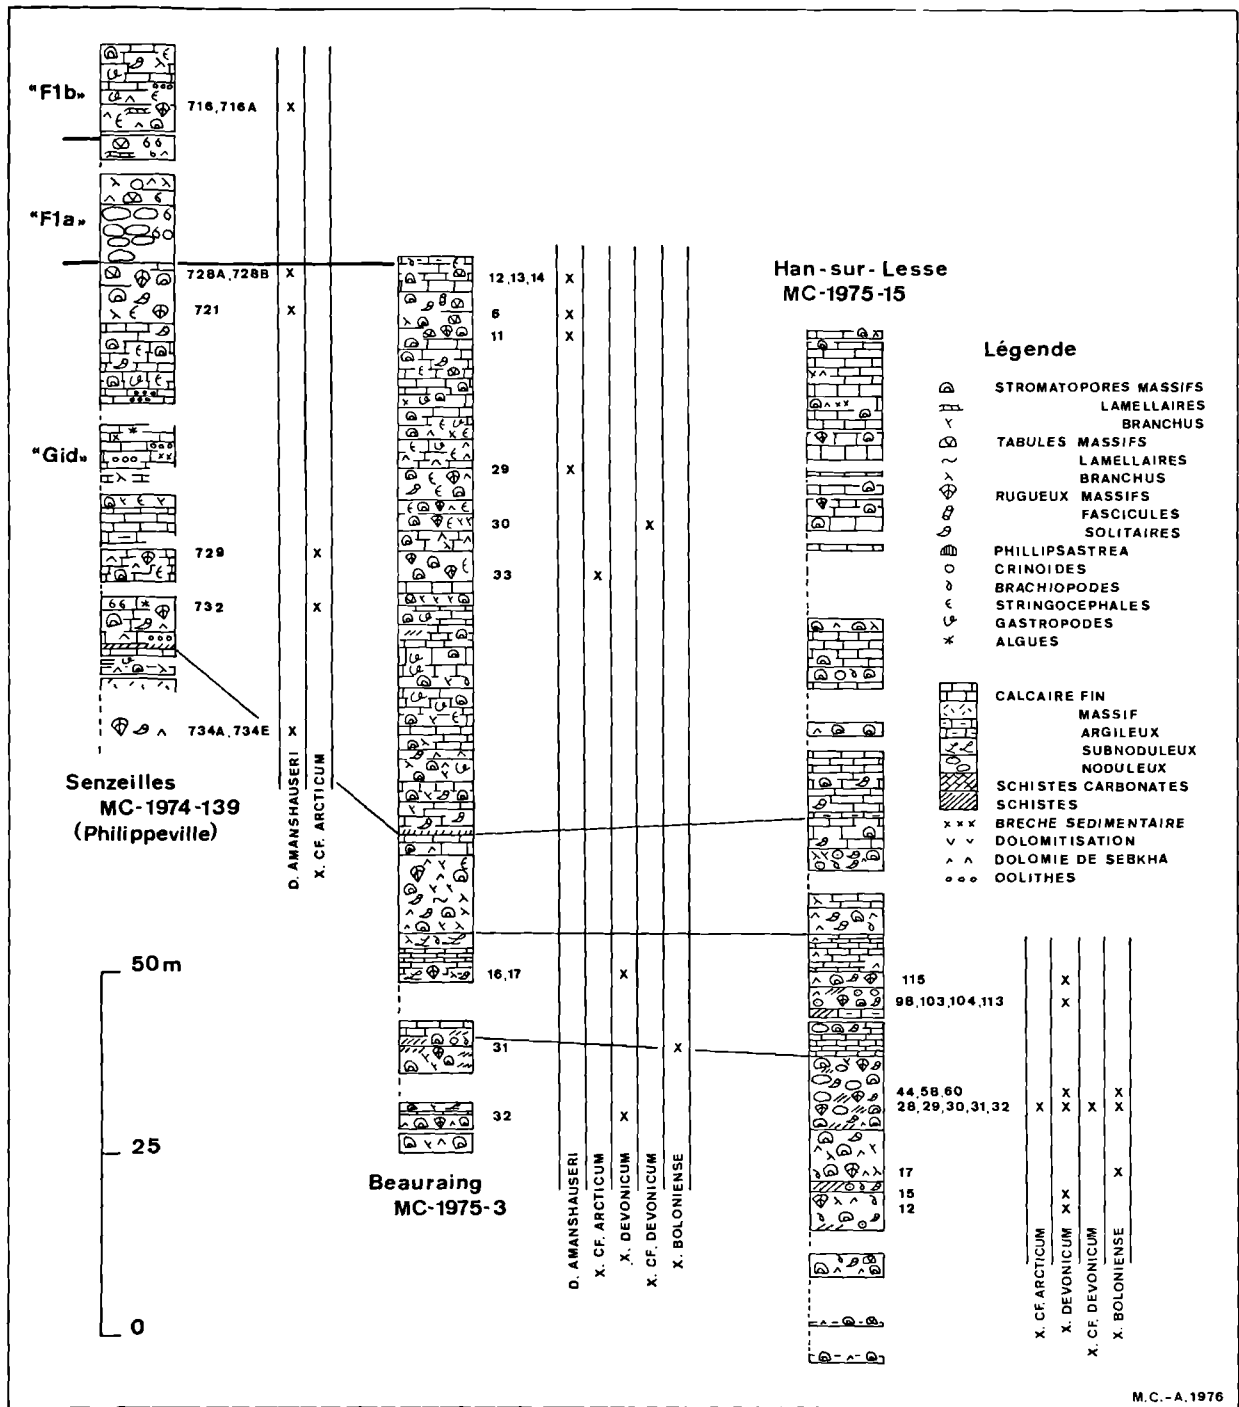 "F1b"
716,716A
x
"F1a"
728A,728B
x
721
x
"Gid"
729
x
732
x
734A,734E
x
Senzeilles
MC-1974-139
(Philippeville)
D. AMANSHAUSERI
X. CF. ARCTICUM
12,13,14
x
6
x
11
x
29
x
30
x
33
x
16,17
x
31
x
32
x
Beauraing
MC-1975-3
D. AMANSHAUSERI
X. CF. ARCTICUM
X. DEVONICUM
X. CF. DEVONICUM
X. BOLONIENSE
50m
25
0
Han-sur-Lesse
MC-1975-15
115
x
98,103,104,113
x
44,58,60
x x
28,29,30,31,32
x x x x
17
x
15
x
12
x
X. CF. ARCTICUM
X. DEVONICUM
X. CF. DEVONICUM
X. BOLONIENSE
Légende
STROMATOPORES MASSIFS
LAMELLAIRES
BRANCHUS
TABULES MASSIFS
LAMELLAIRES
BRANCHUS
RUGUEUX MASSIFS
FASCICULES
SOLITAIRES
PHILLIPSASTREA
CRINOIDES
BRACHIOPODES
STRINGOCEPHALES
GASTROPODES
ALGUES
CALCAIRE FIN
MASSIF
ARGILEUX
SUBNODULEUX
NODULEUX
SCHISTES CARBONATES
SCHISTES
BRECHE SEDIMENTAIRE
DOLOMITISATION
DOLOMIE DE SEBKHA
OOLITHES
M.C.-A.1976